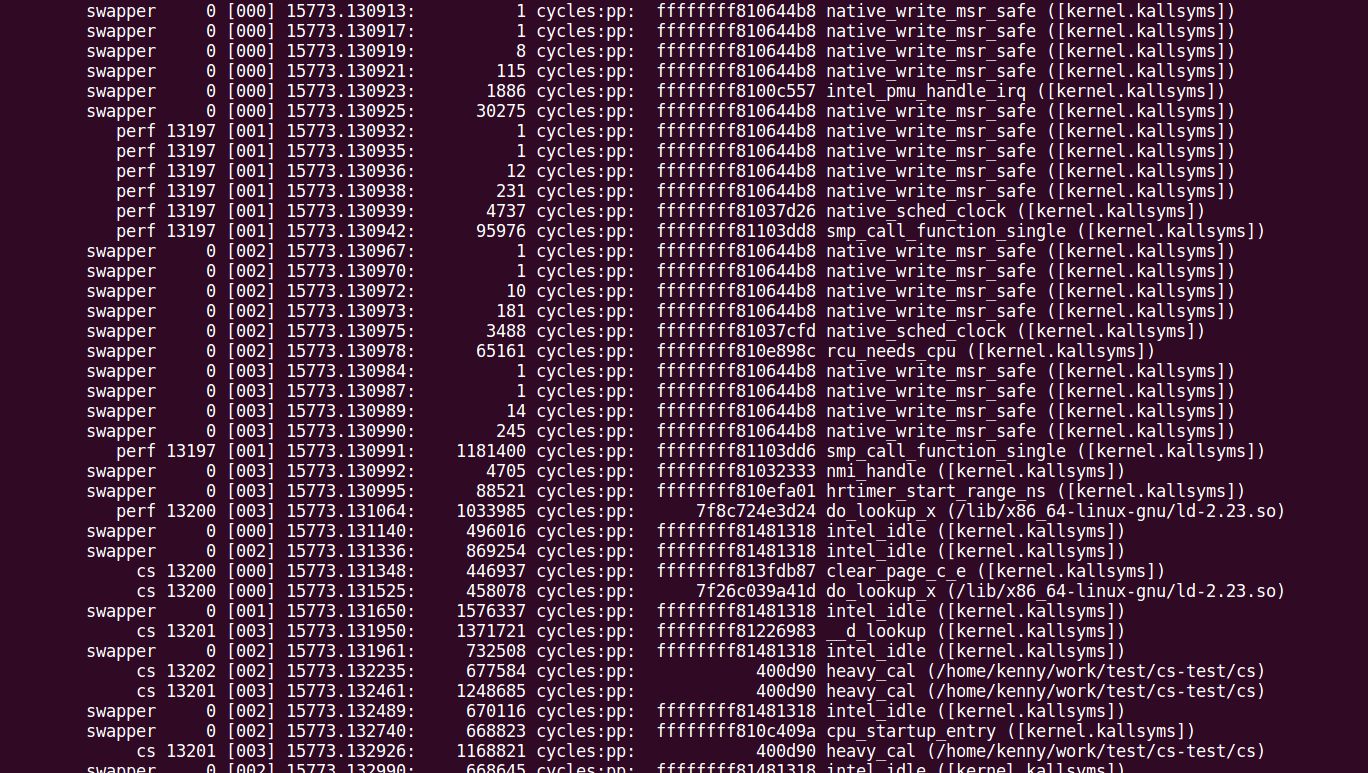 swapper     0 [000] 15773.130913:          1 cycles:pp:  ffffffff810644b8 native_write_msr_safe ([kernel.kallsyms])
swapper     0 [000] 15773.130917:          1 cycles:pp:  ffffffff810644b8 native_write_msr_safe ([kernel.kallsyms])
swapper     0 [000] 15773.130919:          8 cycles:pp:  ffffffff810644b8 native_write_msr_safe ([kernel.kallsyms])
swapper     0 [000] 15773.130921:        115 cycles:pp:  ffffffff810644b8 native_write_msr_safe ([kernel.kallsyms])
swapper     0 [000] 15773.130923:       1886 cycles:pp:  ffffffff8100c557 intel_pmu_handle_irq ([kernel.kallsyms])
swapper     0 [000] 15773.130925:      30275 cycles:pp:  ffffffff810644b8 native_write_msr_safe ([kernel.kallsyms])
perf 13197 [001] 15773.130932:          1 cycles:pp:  ffffffff810644b8 native_write_msr_safe ([kernel.kallsyms])
perf 13197 [001] 15773.130935:          1 cycles:pp:  ffffffff810644b8 native_write_msr_safe ([kernel.kallsyms])
perf 13197 [001] 15773.130936:         12 cycles:pp:  ffffffff810644b8 native_write_msr_safe ([kernel.kallsyms])
perf 13197 [001] 15773.130938:        231 cycles:pp:  ffffffff810644b8 native_write_msr_safe ([kernel.kallsyms])
perf 13197 [001] 15773.130939:       4737 cycles:pp:  ffffffff81037d26 native_sched_clock ([kernel.kallsyms])
perf 13197 [001] 15773.130942:      95976 cycles:pp:  ffffffff81103dd8 smp_call_function_single ([kernel.kallsyms])
swapper     0 [002] 15773.130967:          1 cycles:pp:  ffffffff810644b8 native_write_msr_safe ([kernel.kallsyms])
swapper     0 [002] 15773.130970:          1 cycles:pp:  ffffffff810644b8 native_write_msr_safe ([kernel.kallsyms])
swapper     0 [002] 15773.130972:         10 cycles:pp:  ffffffff810644b8 native_write_msr_safe ([kernel.kallsyms])
swapper     0 [002] 15773.130973:        181 cycles:pp:  ffffffff810644b8 native_write_msr_safe ([kernel.kallsyms])
swapper     0 [002] 15773.130975:       3488 cycles:pp:  ffffffff81037cfd native_sched_clock ([kernel.kallsyms])
swapper     0 [002] 15773.130978:      65161 cycles:pp:  ffffffff810e898c rcu_needs_cpu ([kernel.kallsyms])
swapper     0 [003] 15773.130984:          1 cycles:pp:  ffffffff810644b8 native_write_msr_safe ([kernel.kallsyms])
swapper     0 [003] 15773.130987:          1 cycles:pp:  ffffffff810644b8 native_write_msr_safe ([kernel.kallsyms])
swapper     0 [003] 15773.130989:         14 cycles:pp:  ffffffff810644b8 native_write_msr_safe ([kernel.kallsyms])
swapper     0 [003] 15773.130990:        245 cycles:pp:  ffffffff810644b8 native_write_msr_safe ([kernel.kallsyms])
perf 13197 [001] 15773.130991:    1181400 cycles:pp:  ffffffff81103dd6 smp_call_function_single ([kernel.kallsyms])
swapper     0 [003] 15773.130992:       4705 cycles:pp:  ffffffff81032333 nmi_handle ([kernel.kallsyms])
swapper     0 [003] 15773.130995:      88521 cycles:pp:  ffffffff810efa01 hrtimer_start_range_ns ([kernel.kallsyms])
perf 13200 [003] 15773.131064:    1033985 cycles:pp:      7f8c724e3d24 do_lookup_x (/lib/x86_64-linux-gnu/ld-2.23.so)
swapper     0 [000] 15773.131140:     496016 cycles:pp:  ffffffff81481318 intel_idle ([kernel.kallsyms])
swapper     0 [002] 15773.131336:     869254 cycles:pp:  ffffffff81481318 intel_idle ([kernel.kallsyms])
cs 13200 [000] 15773.131348:     446937 cycles:pp:  ffffffff813fdb87 clear_page_c_e ([kernel.kallsyms])
cs 13200 [000] 15773.131525:     458078 cycles:pp:      7f26c039a41d do_lookup_x (/lib/x86_64-linux-gnu/ld-2.23.so)
swapper     0 [001] 15773.131650:    1576337 cycles:pp:  ffffffff81481318 intel_idle ([kernel.kallsyms])
cs 13201 [003] 15773.131950:    1371721 cycles:pp:  ffffffff81226983 __d_lookup ([kernel.kallsyms])
swapper     0 [002] 15773.131961:     732508 cycles:pp:  ffffffff81481318 intel_idle ([kernel.kallsyms])
cs 13202 [002] 15773.132235:     677584 cycles:pp:            400d90 heavy_cal (/home/kenny/work/test/cs-test/cs)
cs 13201 [003] 15773.132461:    1248685 cycles:pp:            400d90 heavy_cal (/home/kenny/work/test/cs-test/cs)
swapper     0 [002] 15773.132489:     670116 cycles:pp:  ffffffff81481318 intel_idle ([kernel.kallsyms])
swapper     0 [002] 15773.132740:     668823 cycles:pp:  ffffffff810c409a cpu_startup_entry ([kernel.kallsyms])
cs 13201 [003] 15773.132926:    1168821 cycles:pp:            400d90 heavy_cal (/home/kenny/work/test/cs-test/cs)
swapper     0 [002] 15773.132990:     668645 cycles:pp:  ffffffff81481318 intel_idle ([kernel.kallsyms])